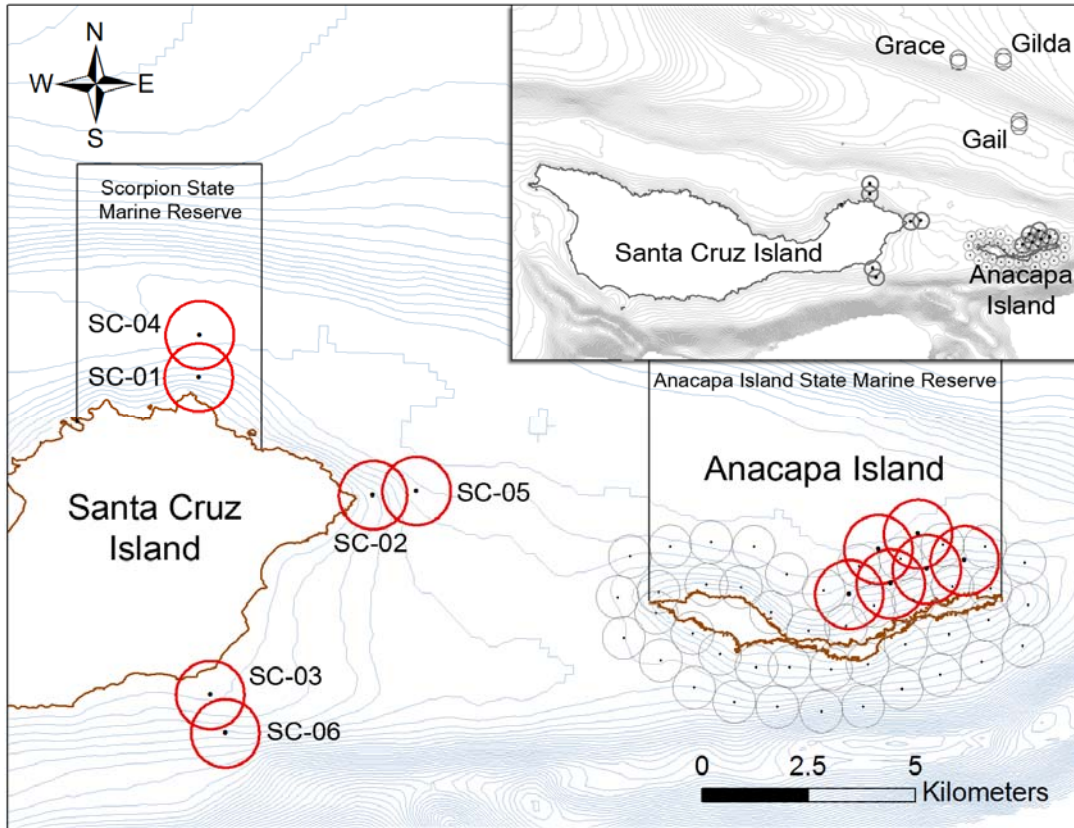 N
W E
S
Scorpion State
Marine Reserve
SC-04
SC-01
Santa Cruz
Island
SC-02
SC-05
SC-03
SC-06
Grace
Gilda
Gail
Santa Cruz Island
Anacapa
Island
Anacapa Island State Marine Reserve
Anacapa Island
0 2.5 5
Kilometers